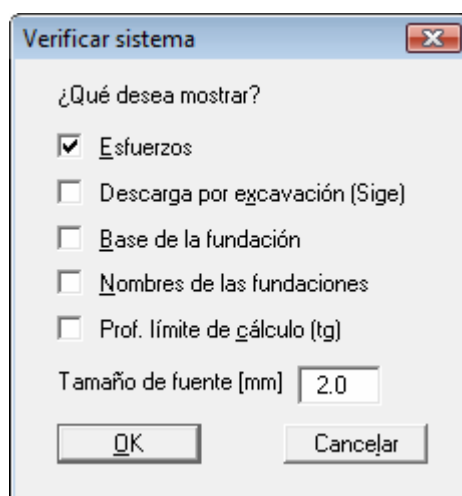 Verificar sistema
¿Qué desea mostrar?
Esfuerzos
Descarga por excavación (Sige)
Base de la fundación
Nombres de las fundaciones
Prof. límite de cálculo (tg)
Tamaño de fuente [mm] 2.0
OK Cancelar